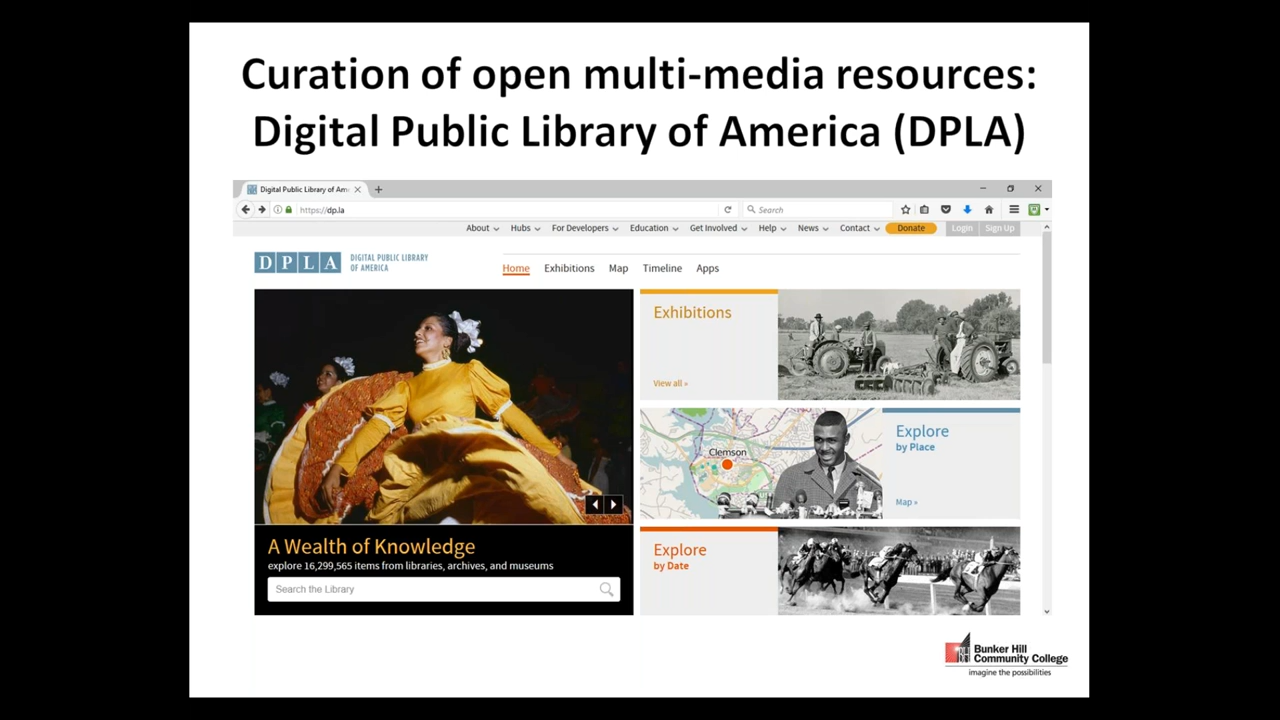 Curation of open multi-media resources:
Digital Public Library of America (DPLA)
Digital Public Library of Am
https://dp.la
Search
About
Hubs
For Developers
Education
Get Involved
Help
News
Contact
Donate
Login
Sign Up
DPLA
DIGITAL PUBLIC LIBRARY
OF AMERICA
Home
Exhibitions
Map
Timeline
Apps
Exhibitions
View all »
Clemson
Explore
by Place
Map »
A Wealth of Knowledge
explore 16,299,565 items from libraries, archives, and museums
Search the Library
Explore
by Date
Bunker Hill
Community College
imagine the possibilities